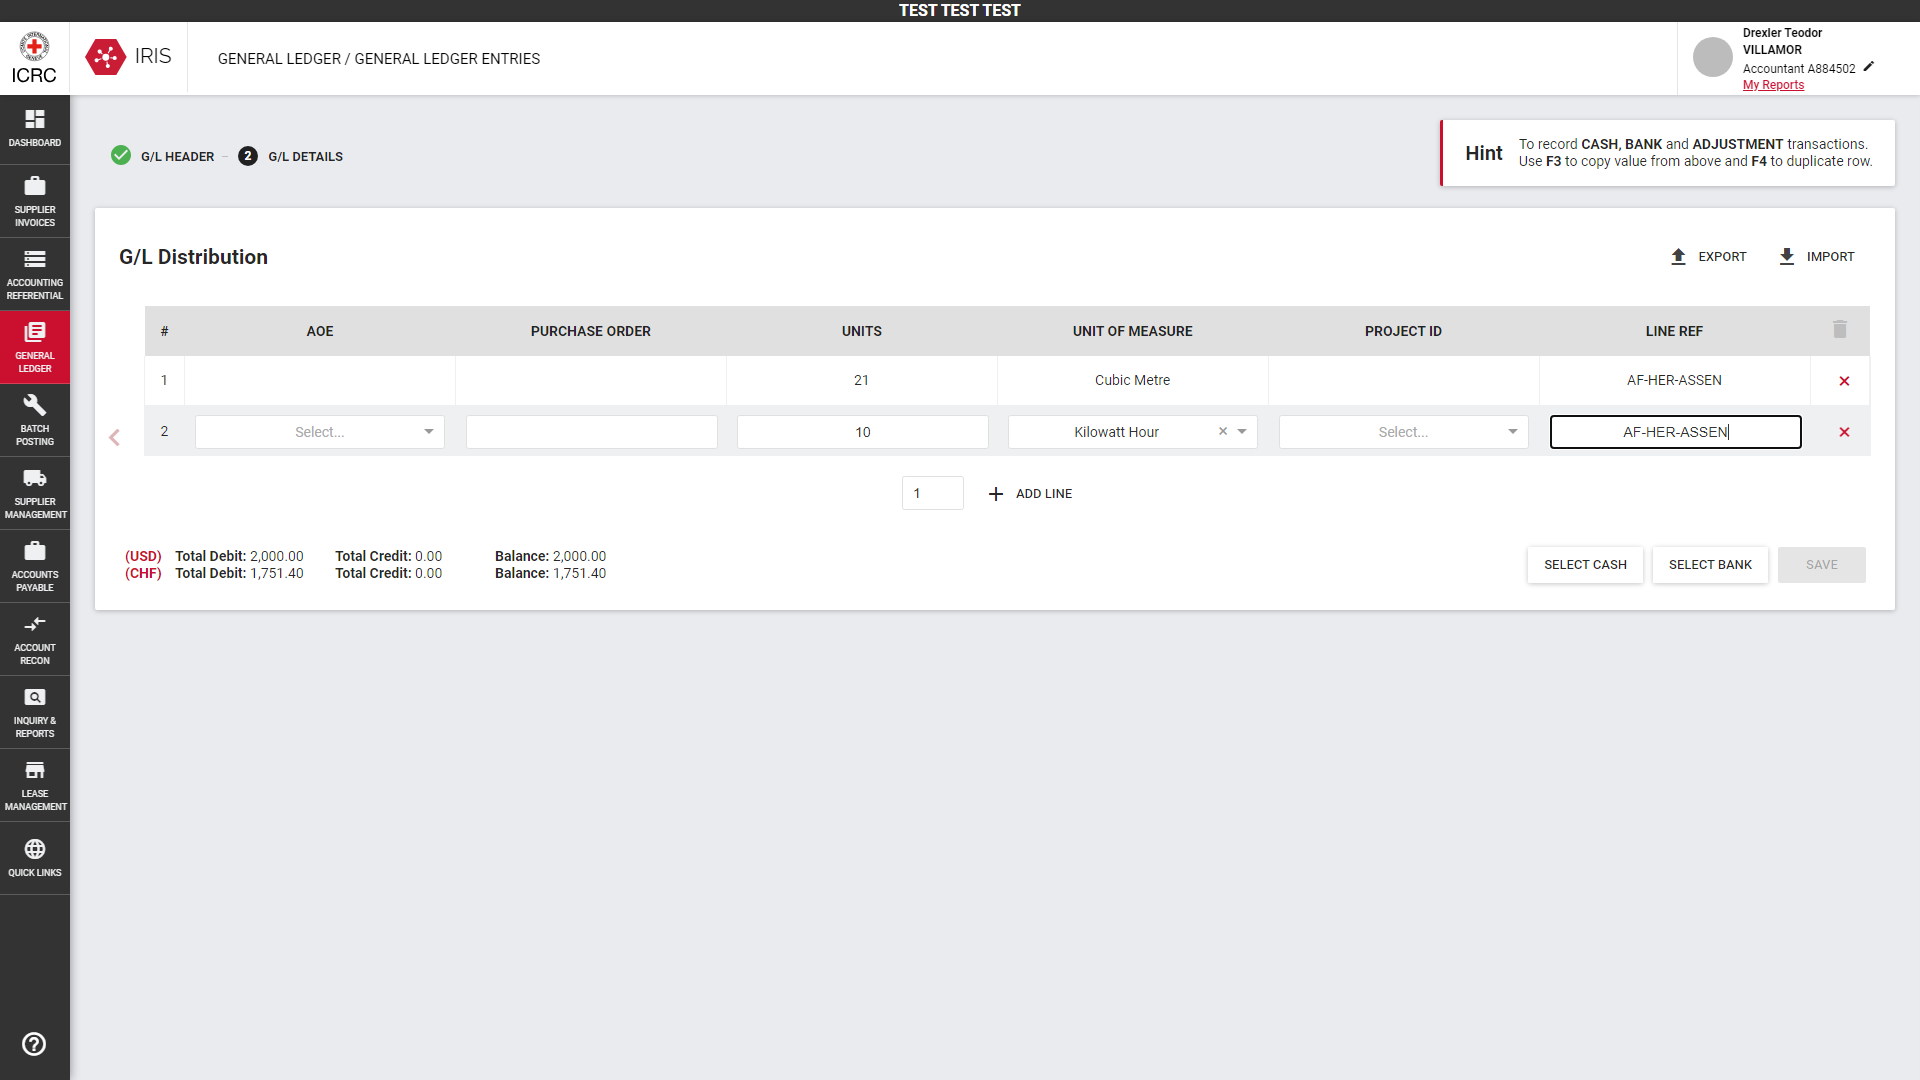 TEST TEST TEST
ICRC
IRIS
GENERAL LEDGER / GENERAL LEDGER ENTRIES
Drexler Teodor
VILLAMOR
Accountant A884502
My Reports
DASHBOARD
SUPPLIER
INVOICES
ACCOUNTING
REFERENTIAL
GENERAL
LEDGER
BATCH
POSTING
SUPPLIER
MANAGEMENT
ACCOUNTS
PAYABLE
ACCOUNT
RECON
INQUIRY &
REPORTS
LEASE
MANAGEMENT
QUICK LINKS
G/L HEADER – 2 G/L DETAILS
Hint
To record CASH, BANK and ADJUSTMENT transactions.
Use F3 to copy value from above and F4 to duplicate row.
G/L Distribution
EXPORT IMPORT
# AOE PURCHASE ORDER UNITS UNIT OF MEASURE PROJECT ID LINE REF
1 21 Cubic Metre AF-HER-ASSEN
2 Select... 10 Kilowatt Hour Select... AF-HER-ASSEN
1 ADD LINE
(USD) Total Debit: 2,000.00 Total Credit: 0.00 Balance: 2,000.00
(CHF) Total Debit: 1,751.40 Total Credit: 0.00 Balance: 1,751.40
SELECT CASH SELECT BANK SAVE